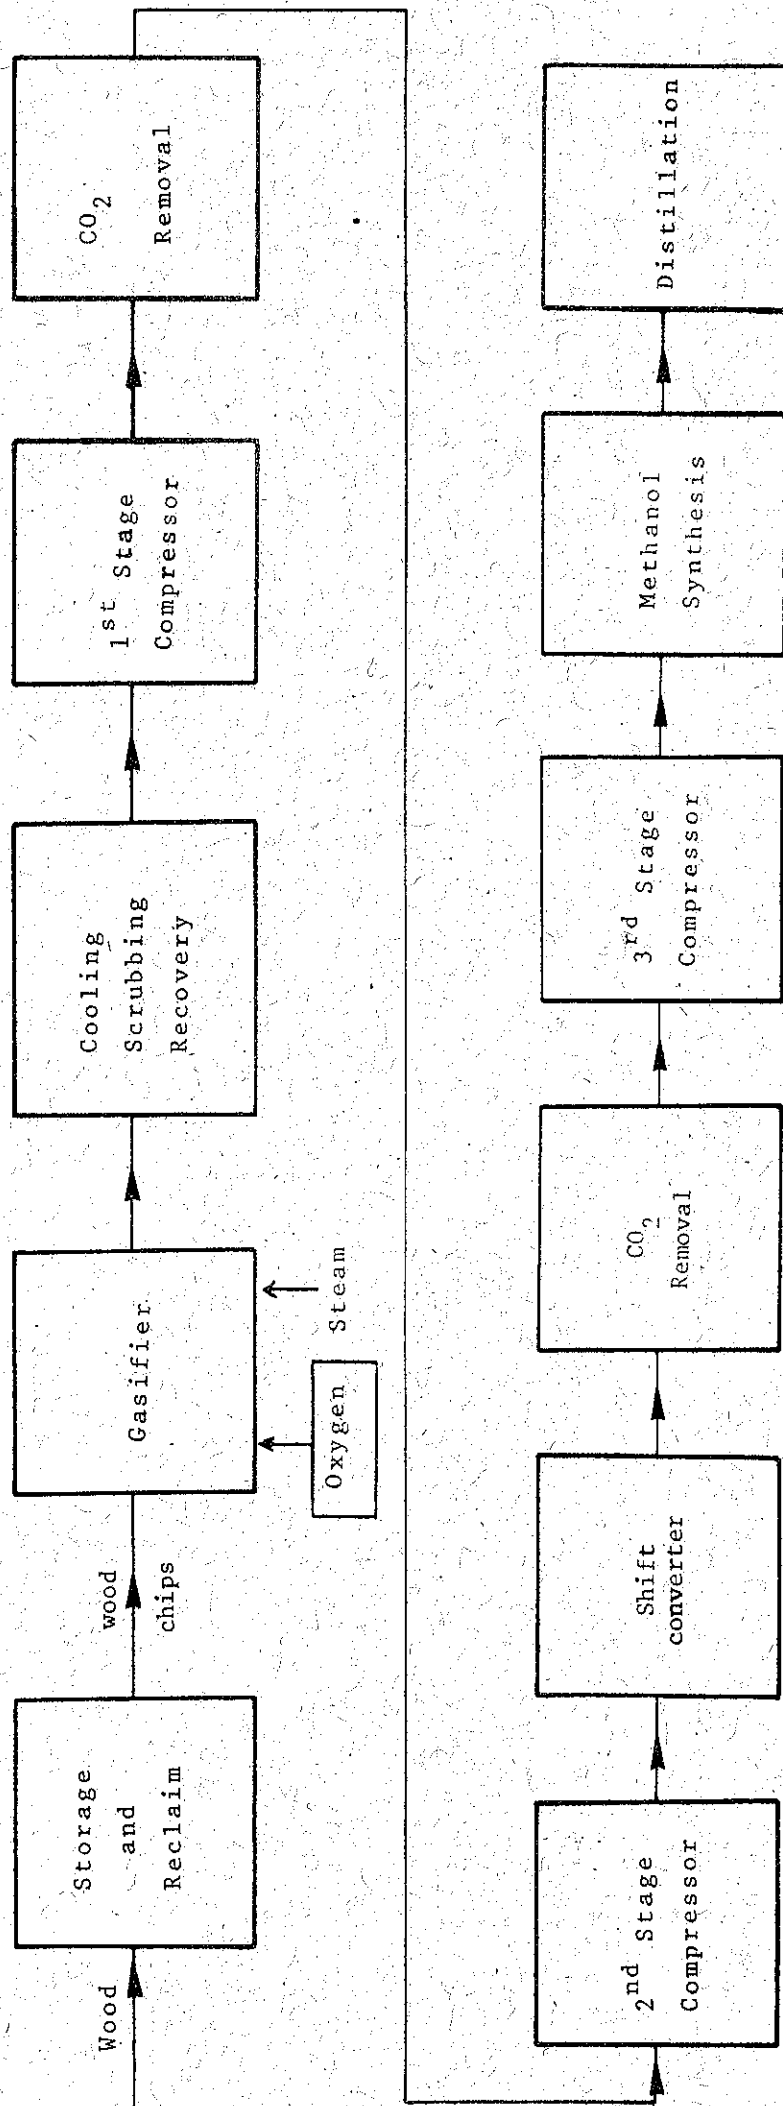 Wood
Storage
and
Reclaim
wood
chips
Gasifier
Oxygen
Steam
Cooling
Scrubbing
Recovery
1st Stage
Compressor
CO2
Removal
2nd Stage
Compressor
Shift
converter
CO2
Removal
3rd Stage
Compressor
Methanol
Synthesis
Distillation